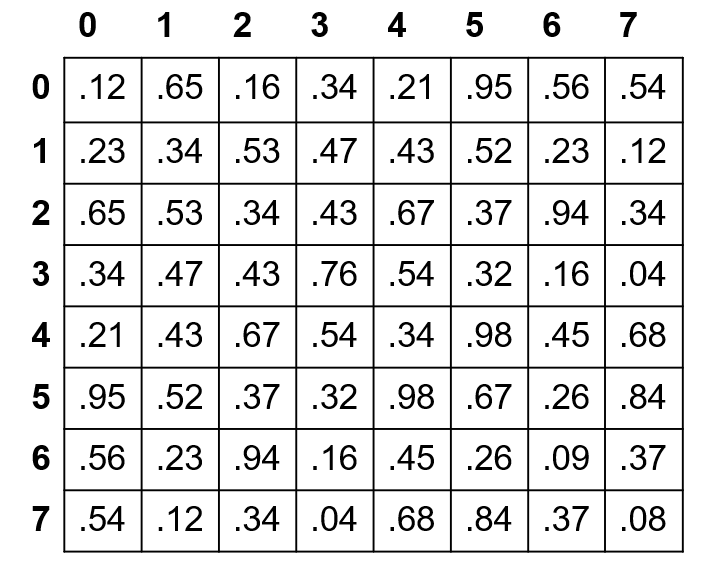 0 1 2 3 4 5 6 7
0 .12 .65 .16 .34 .21 .95 .56 .54
1 .23 .34 .53 .47 .43 .52 .23 .12
2 .65 .53 .34 .43 .67 .37 .94 .34
3 .34 .47 .43 .76 .54 .32 .16 .04
4 .21 .43 .67 .54 .34 .98 .45 .68
5 .95 .52 .37 .32 .98 .67 .26 .84
6 .56 .23 .94 .16 .45 .26 .09 .37
7 .54 .12 .34 .04 .68 .84 .37 .08